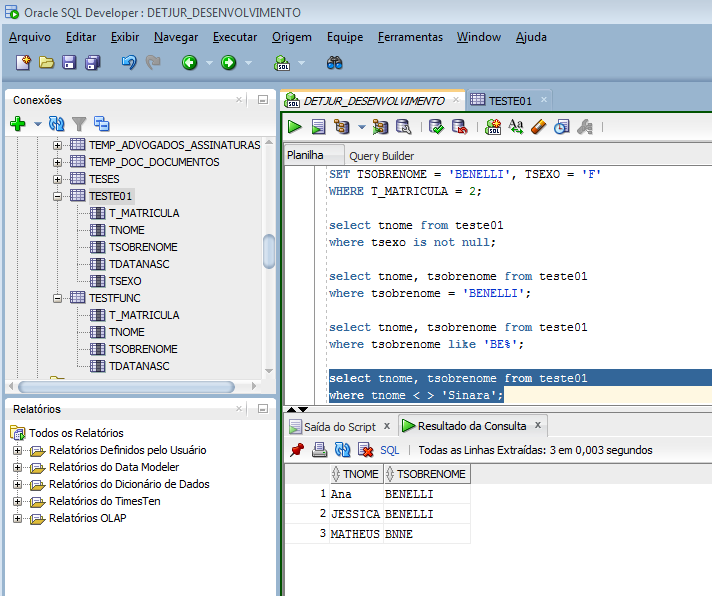 Oracle SQL Developer : DETJUR_DESENVOLVIMENTO
Arquivo Editar Exibir Navegar Executar Origem Equipe Ferramentas Window Ajuda
Conexões
TEMP_ADVOGADOS_ASSINATURAS
TEMP_DOC_DOCUMENTOS
TESES
TESTE01
T_MATRICULA
TNOME
TSOBRENOME
TDATANASC
TSEXO
TESTFUNC
T_MATRICULA
TNOME
TSOBRENOME
TDATANASC
Relatórios
Todos os Relatórios
Relatórios Definidos pelo Usuário
Relatórios do Data Modeler
Relatórios do Dicionário de Dados
Relatórios do TimesTen
Relatórios OLAP
DETJUR_DESENVOLVIMENTO TESTE01
Planilha Query Builder
SET TSOBRENOME = 'BENELLI', TSEXO = 'F'
WHERE T_MATRICULA = 2;
select tnome from teste01
where tsexo is not null;
select tnome, tsobrenome from teste01
where tsobrenome = 'BENELLI';
select tnome, tsobrenome from teste01
where tsobrenome like 'BE%';
select tnome, tsobrenome from teste01
where tnome < > 'Sinara';
Saída do Script x Resultado da Consulta x
SQL | Todas as Linhas Extraídas: 3 em 0,003 segundos
TNOME TSOBRENOME
1 Ana BENELLI
2 JESSICA BENELLI
3 MATHEUS BNNE